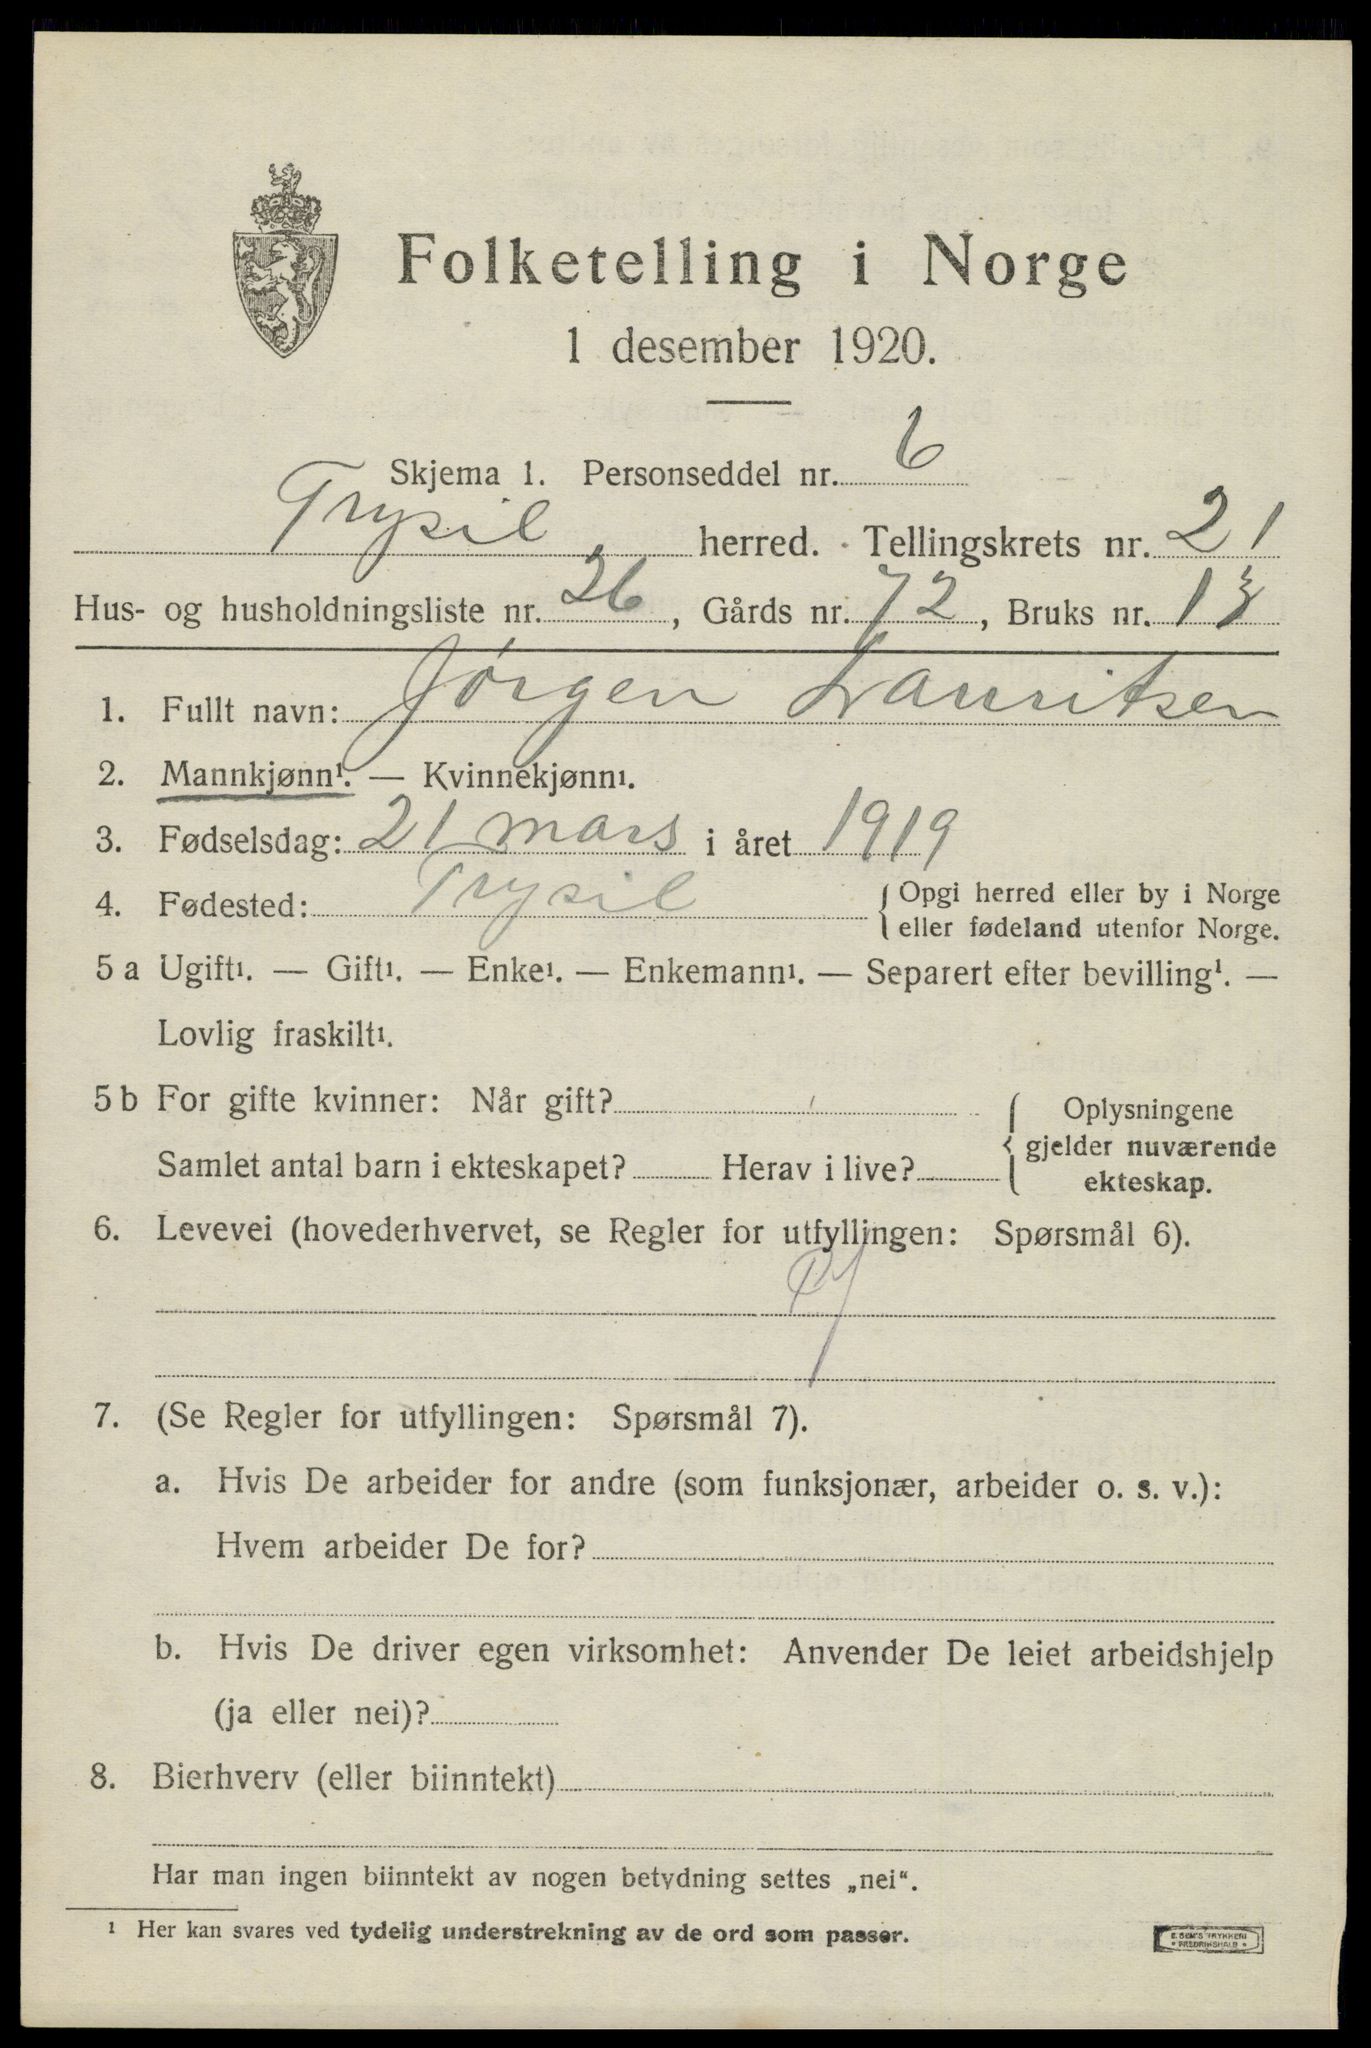 Folketelling i Norge
1 desember 1920.
Skjema 1. Personseddel nr. 6
Trysil herred. Tellingskrets nr. 21
Hus- og husholdningsliste nr. 26, Gårds nr. 72, Bruks nr. 13
1. Fullt navn: Jørgen Lauritsen
2. Mannkjønn¹. — Kvinnekjønn¹.
3. Fødselsdag: 21 mars i året 1919
4. Fødested: Trysil { Opgi herred eller by i Norge
eller fødeland utenfor Norge.
5 a Ugift¹. — Gift¹. — Enke¹. — Enkemann¹. — Separert efter bevilling¹. —
Lovlig fraskilt¹.
5 b For gifte kvinner: Når gift? { Oplysningene
gjelder nuværende
Samlet antal barn i ekteskapet? Herav i live?
ekteskap.
6. Levevei (hovederhvervet, se Regler for utfyllingen: Spørsmål 6).
7. (Se Regler for utfyllingen: Spørsmål 7).
a. Hvis De arbeider for andre (som funksjonær, arbeider o. s. v.):
Hvem arbeider De for?
b. Hvis De driver egen virksomhet: Anvender De leiet arbeidshjelp
(ja eller nei)?
8. Bierhverv (eller biinntekt)
Har man ingen biinntekt av nogen betydning settes „nei“.
¹ Her kan svares ved tydelig understrekning av de ord som passer.
E. SEM'S TRYKKERI
• FREDRIKSHALD •